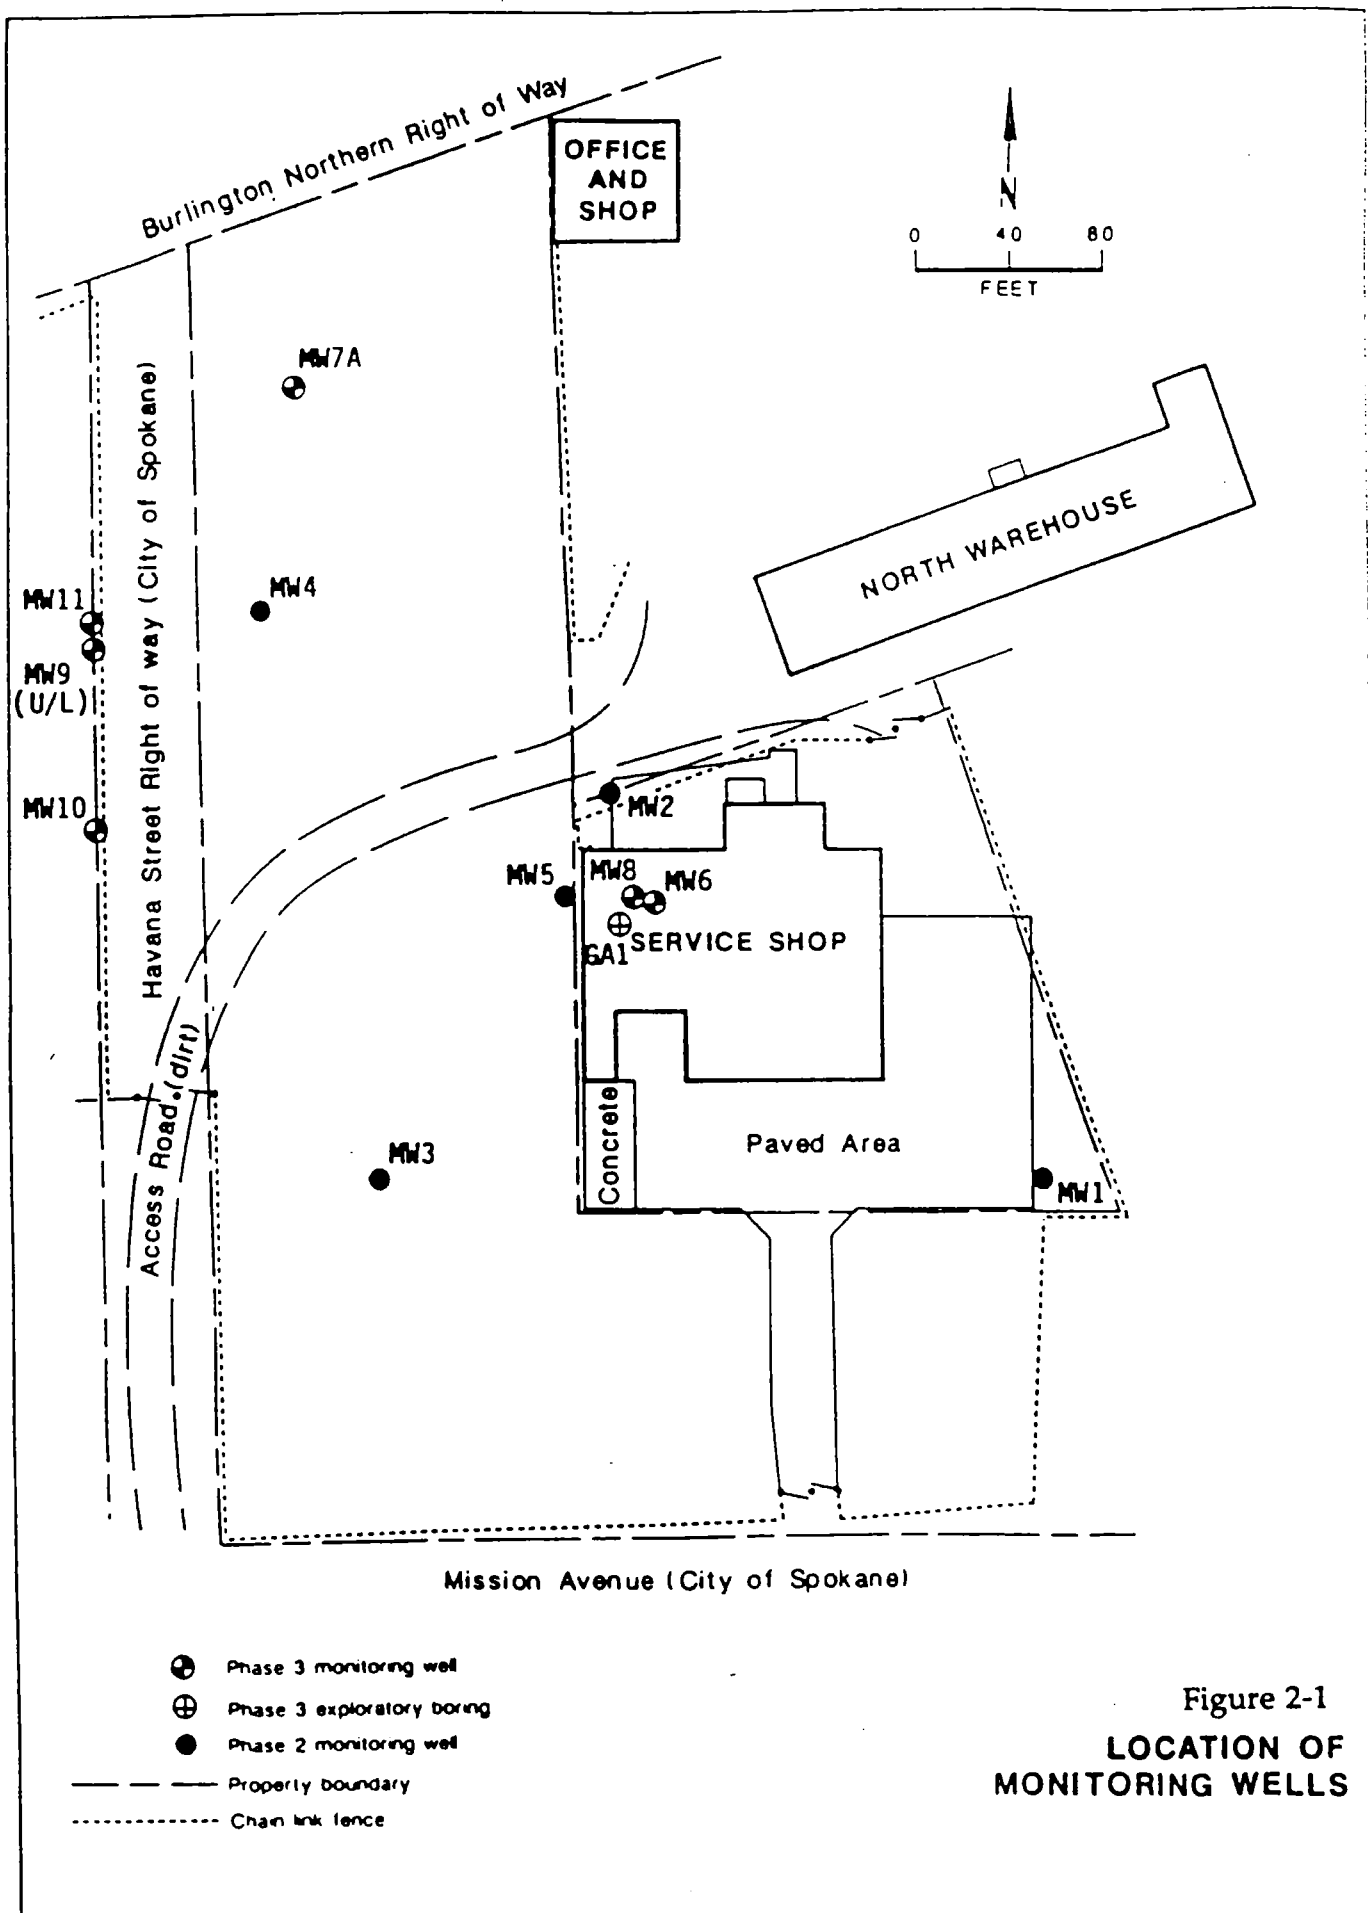 Burlington Northern Right of Way
OFFICE
AND
SHOP
N
0 40 80
FEET
MW7A
Havana Street Right of way (City of Spokane)
NORTH WAREHOUSE
MW4
MW11
MW9
(U/L)
MW10
MW2
MW5
MW8
MW6
GA1
SERVICE SHOP
Access Road (dirt)
MW3
Concrete
Paved Area
MW1
Mission Avenue (City of Spokane)
Phase 3 monitoring well
Phase 3 exploratory boring
Phase 2 monitoring well
Property boundary
Chain link fence
Figure 2-1
LOCATION OF
MONITORING WELLS